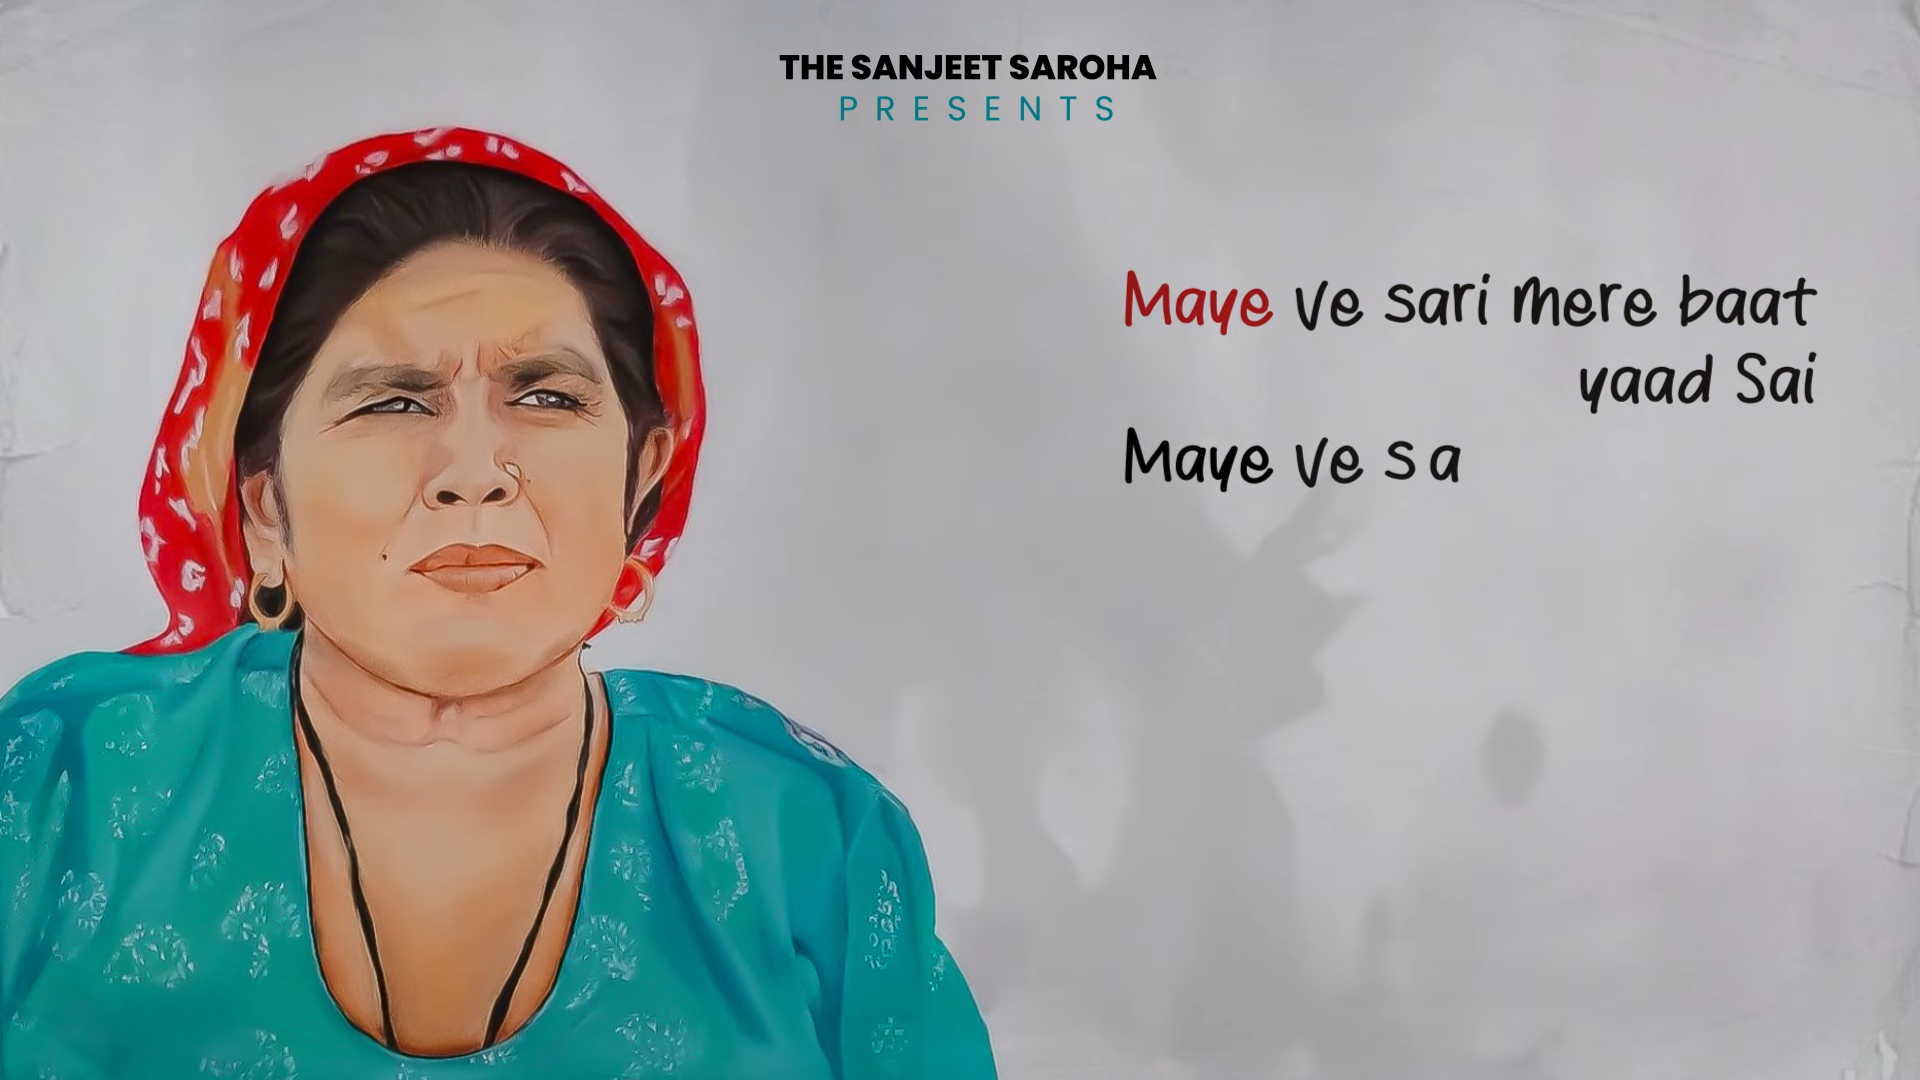 THE SANJEET SAROHA
PRESENTS
Maye ve sari mere baat
yaad Sai
Maye ve s a